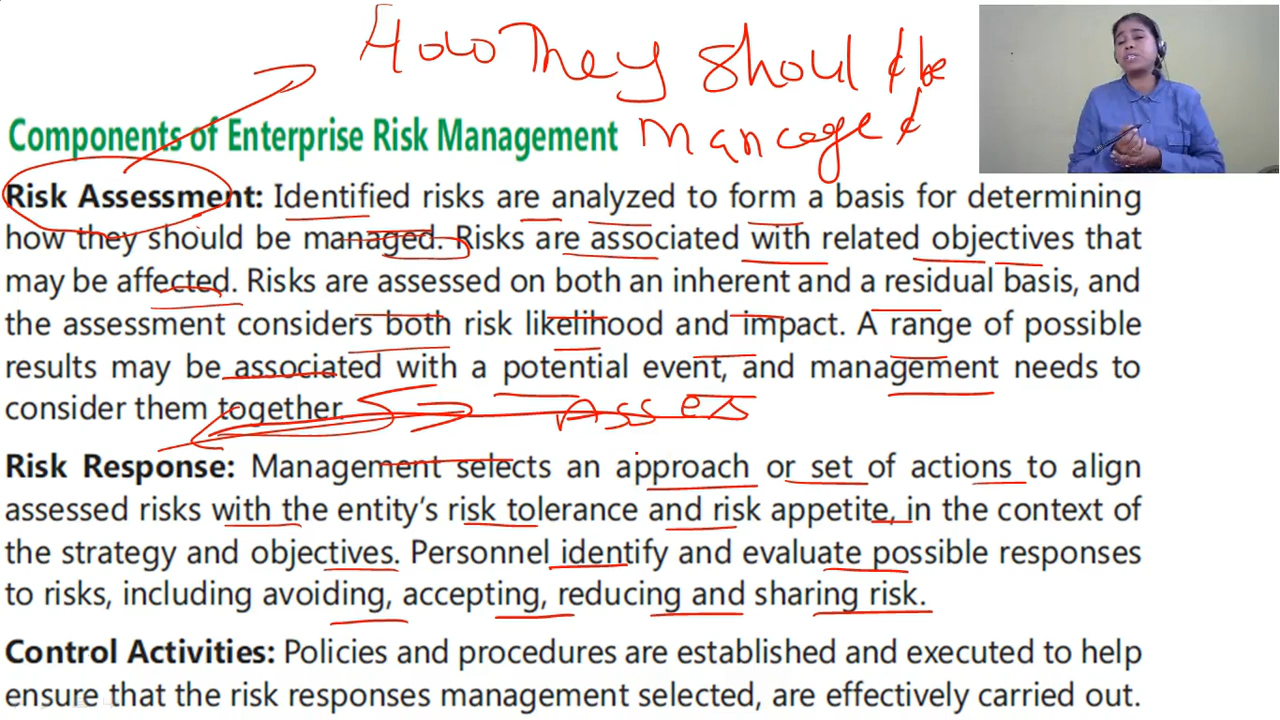 How They Should be
Managed
Components of Enterprise Risk Management
Risk Assessment: Identified risks are analyzed to form a basis for determining
how they should be managed. Risks are associated with related objectives that
may be affected. Risks are assessed on both an inherent and a residual basis, and
the assessment considers both risk likelihood and impact. A range of possible
results may be associated with a potential event, and management needs to
consider them together.
Assess
Risk Response: Management selects an approach or set of actions to align
assessed risks with the entity’s risk tolerance and risk appetite, in the context of
the strategy and objectives. Personnel identify and evaluate possible responses
to risks, including avoiding, accepting, reducing and sharing risk.
Control Activities: Policies and procedures are established and executed to help
ensure that the risk responses management selected, are effectively carried out.